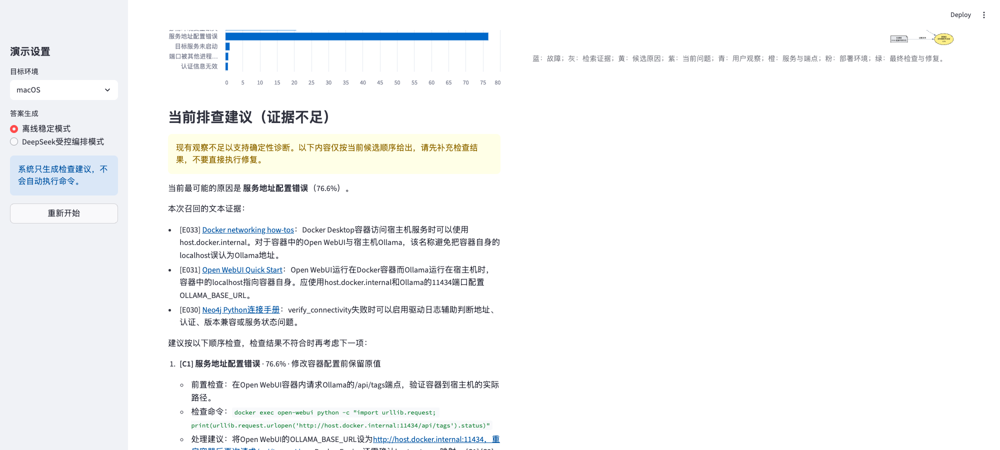 Deploy
演示设置
目标环境
macOS
答案生成
离线稳定模式
DeepSeek受控编排模式
系统只生成检查建议，不
会自动执行命令。
重新开始
服务地址配置错误
目标服务未启动
端口被其他进程…
认证信息无效
0 5 10 15 20 25 30 35 40 45 50 55 60 65 70 75 80
蓝：故障；灰：检索证据；黄：候选原因；紫：当前问题；青：用户观察；橙：服务与端点；粉：部署环境；绿：最终检查与修复。
当前排查建议（证据不足）
现有观察不足以支持确定性诊断。以下内容仅按当前候选顺序给出，请先补充检查结
果，不要直接执行修复。
当前最可能的原因是 服务地址配置错误（76.6%）。
本次召回的文本证据：
• [E033] Docker networking how-tos：Docker Desktop容器访问宿主机服务时可以使用
host.docker.internal。对于容器中的Open WebUI与宿主机Ollama，该名称避免把容器自身的
localhost误认为Ollama地址。
• [E031] Open WebUI Quick Start：Open WebUI运行在Docker容器而Ollama运行在宿主机时，
容器中的localhost指向容器自身。应使用host.docker.internal和Ollama的11434端口配置
OLLAMA_BASE_URL。
• [E030] Neo4j Python连接手册：verify_connectivity失败时可以启用驱动日志辅助判断地址、
认证、版本兼容或服务状态问题。
建议按以下顺序检查，检查结果不符合时再考虑下一项：
1. [C1] 服务地址配置错误 · 76.6% · 修改容器配置前保留原值
○ 前置检查：在Open WebUI容器内请求Ollama的/api/tags端点，验证容器到宿主机的实际
路径。
○ 检查命令：docker exec open-webui python -c "import urllib.request;
print(urllib.request.urlopen('http://host.docker.internal:11434/api/tags').status)"
○ 处理建议：将Open WebUI的OLLAMA_BASE_URL设为http://host.docker.internal:11434，重